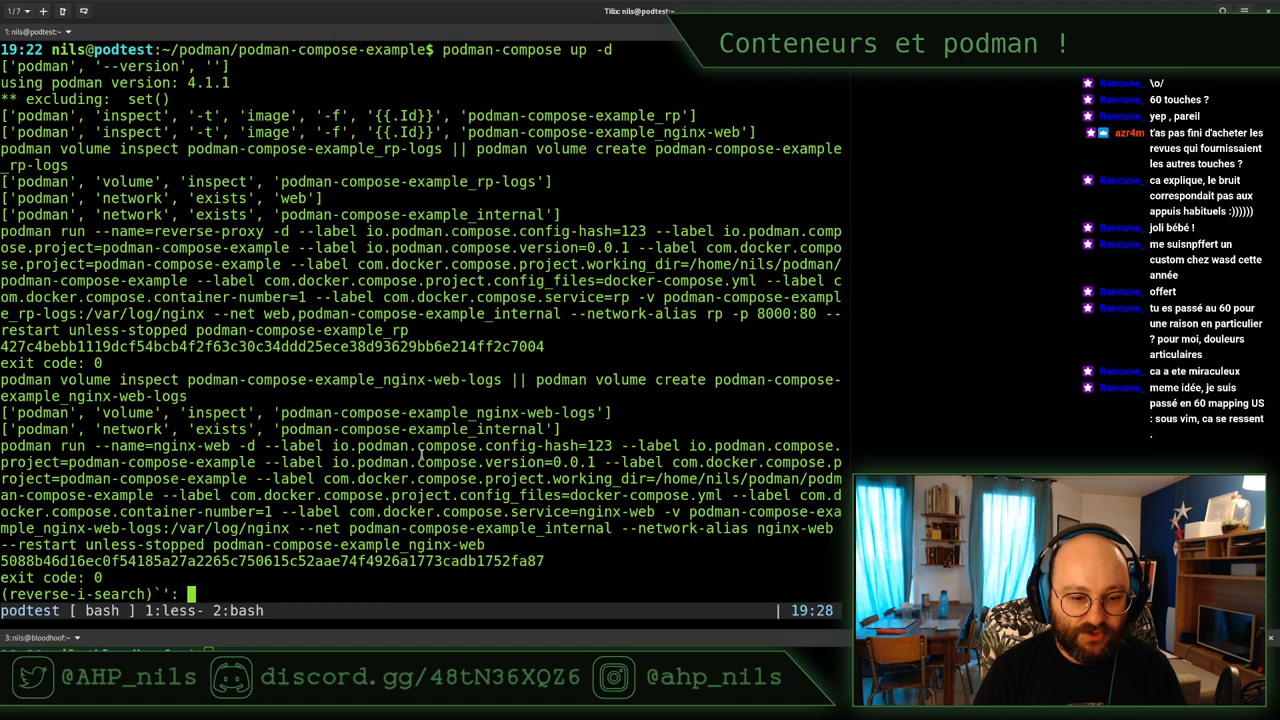 1/7
Tilix: nils@podtest:~
1: nils@podtest:~
19:22 nils@podtest:~/podman/podman-compose-example$ podman-compose up -d
['podman', '--version', '']
using podman version: 4.1.1
** excluding:  set()
['podman', 'inspect', '-t', 'image', '-f', '{{.Id}}', 'podman-compose-example_rp']
['podman', 'inspect', '-t', 'image', '-f', '{{.Id}}', 'podman-compose-example_nginx-web']
podman volume inspect podman-compose-example_rp-logs || podman volume create podman-compose-example
_rp-logs
['podman', 'volume', 'inspect', 'podman-compose-example_rp-logs']
['podman', 'network', 'exists', 'web']
['podman', 'network', 'exists', 'podman-compose-example_internal']
podman run --name=reverse-proxy -d --label io.podman.compose.config-hash=123 --label io.podman.comp
ose.project=podman-compose-example --label io.podman.compose.version=0.0.1 --label com.docker.compo
se.project=podman-compose-example --label com.docker.compose.project.working_dir=/home/nils/podman/
podman-compose-example --label com.docker.compose.project.config_files=docker-compose.yml --label c
om.docker.compose.container-number=1 --label com.docker.compose.service=rp -v podman-compose-exampl
e_rp-logs:/var/log/nginx --net web,podman-compose-example_internal --network-alias rp -p 8000:80 --
restart unless-stopped podman-compose-example_rp
427c4bebb1119dcf54bcb4f2f63c30c34ddd25ece38d93629bb6e214ff2c7004
exit code: 0
podman volume inspect podman-compose-example_nginx-web-logs || podman volume create podman-compose-
example_nginx-web-logs
['podman', 'volume', 'inspect', 'podman-compose-example_nginx-web-logs']
['podman', 'network', 'exists', 'podman-compose-example_internal']
podman run --name=nginx-web -d --label io.podman.compose.config-hash=123 --label io.podman.compose.
project=podman-compose-example --label io.podman.compose.version=0.0.1 --label com.docker.compose.p
roject=podman-compose-example --label com.docker.compose.project.working_dir=/home/nils/podman/podm
an-compose-example --label com.docker.compose.project.config_files=docker-compose.yml --label com.d
ocker.compose.container-number=1 --label com.docker.compose.service=nginx-web -v podman-compose-exa
mple_nginx-web-logs:/var/log/nginx --net podman-compose-example_internal --network-alias nginx-web
--restart unless-stopped podman-compose-example_nginx-web
5088b46d16ec0f54185a27a2265c750615c52aae74f4926a1773cadb1752fa87
exit code: 0
(reverse-i-search)`':
podtest [ bash ] 1:less- 2:bash | 19:28
3: nils@bloodhoof:~
Conteneurs et podman !
Rancune_ \o/
Rancune_ 60 touches ?
Rancune_ yep , pareil
azr4m t'as pas fini d'acheter les
revues qui fournissaient
les autres touches ?
Rancune_ ca explique, le bruit
correspondait pas aux
appuis habituels :))))))
Rancune_ joli bébé !
Rancune_ me suisnpffert un
custom chez wasd cette
année
Rancune_ offert
Rancune_ tu es passé au 60 pour
une raison en particulier
? pour moi, douleurs
articulaires
Rancune_ ca a ete miraculeux
Rancune_ meme idée, je suis
passé en 60 mapping US
: sous vim, ca se ressent
.
@AHP_nils discord.gg/48tN36XQZ6 @ahp_nils